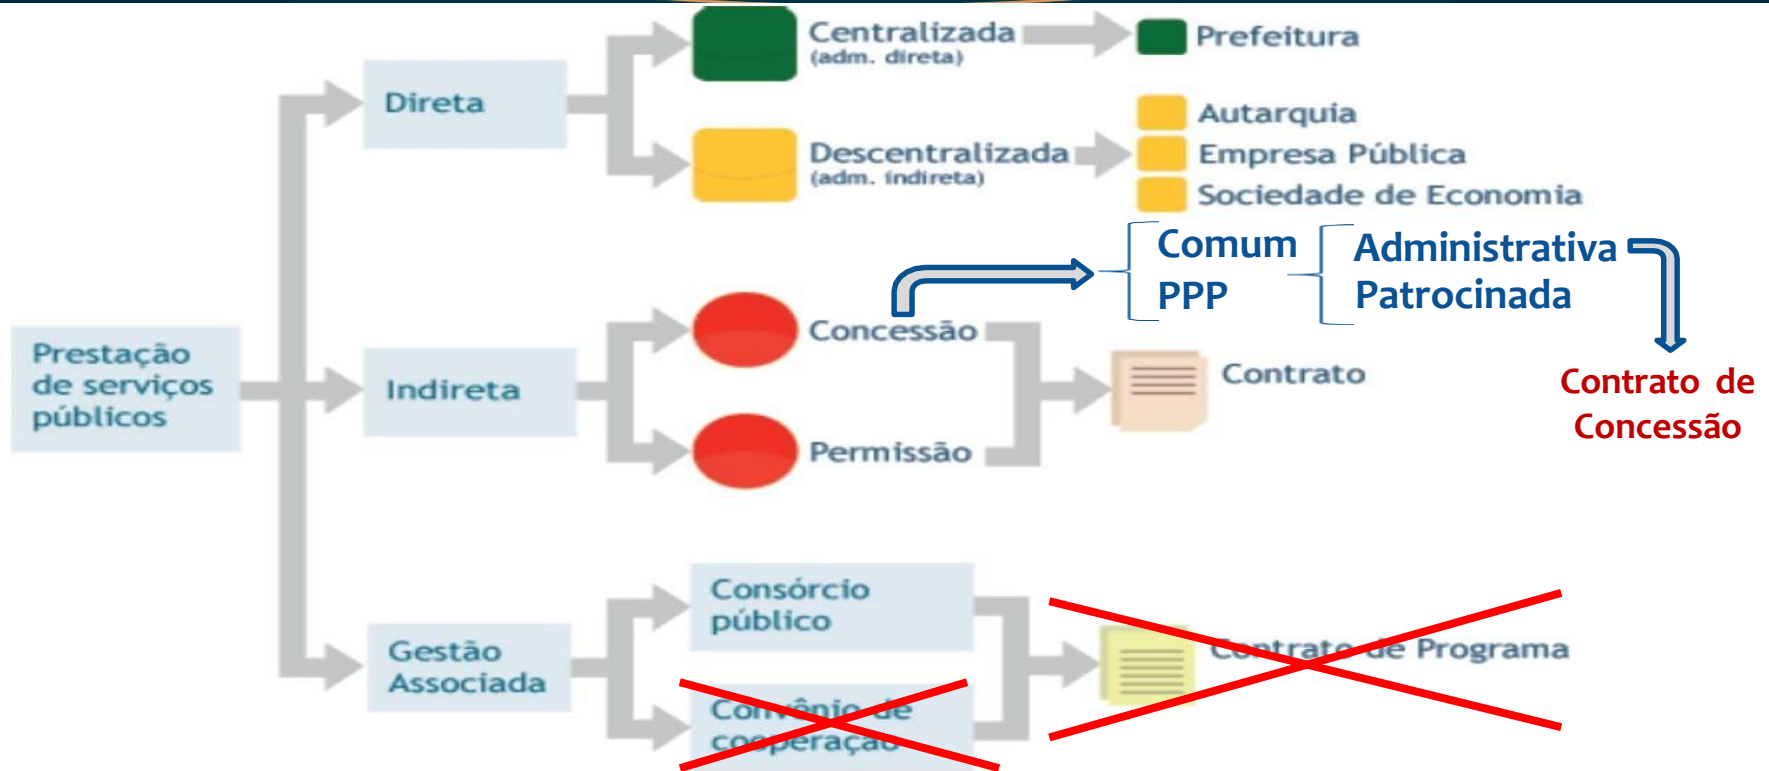 Centralizada
(adm. direta)
Prefeitura
Direta
Autarquia
Descentralizada
(adm. indireta)
Empresa Pública
Sociedade de Economia
Comum
PPP
Administrativa
Patrocinada
Concessão
Prestação
de serviços
públicos
Indireta
Contrato
Contrato de
Concessão
Permissão
Consórcio
público
Gestão
Associada
Contrato de Programa
Convênio de
cooperação